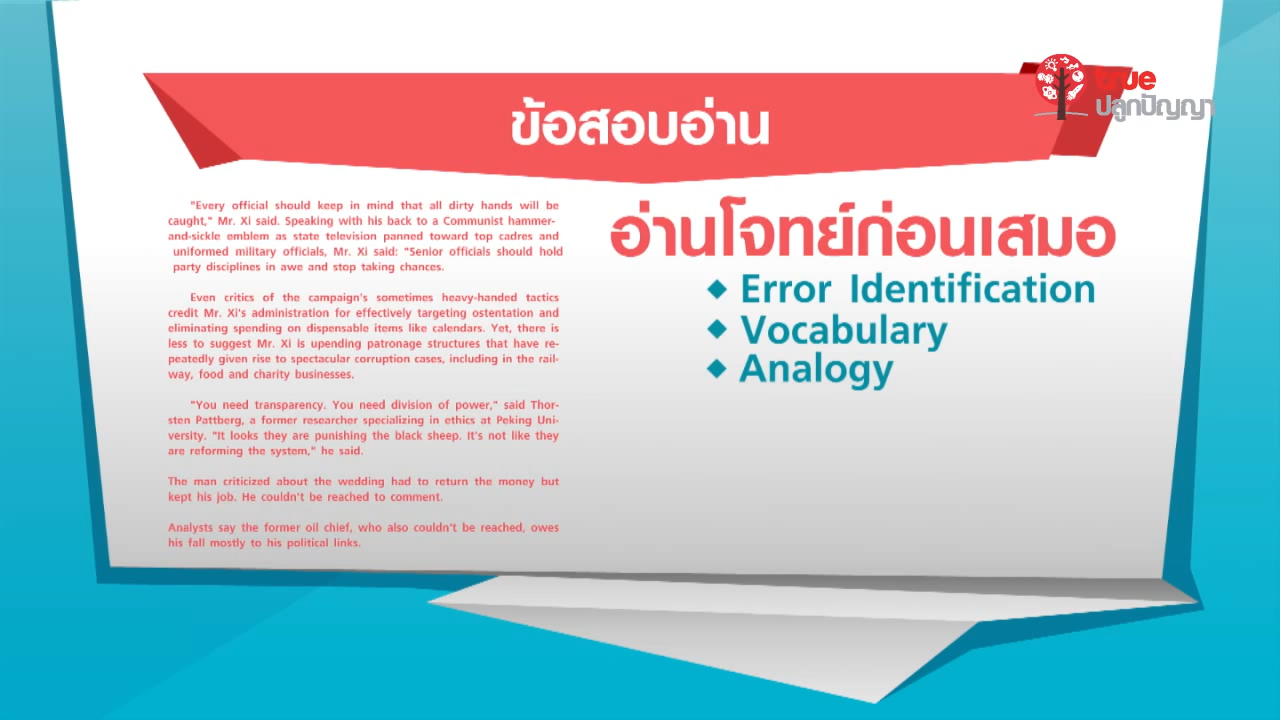 true
ปลูกปัญญา
ข้อสอบอ่าน
"Every official should keep in mind that all dirty hands will be
caught," Mr. Xi said. Speaking with his back to a Communist hammer-
and-sickle emblem as state television panned toward top cadres and
uniformed military officials, Mr. Xi said: "Senior officials should hold
party disciplines in awe and stop taking chances.
Even critics of the campaign's sometimes heavy-handed tactics
credit Mr. Xi's administration for effectively targeting ostentation and
eliminating spending on dispensable items like calendars. Yet, there is
less to suggest Mr. Xi is upending patronage structures that have re-
peatedly given rise to spectacular corruption cases, including in the rail-
way, food and charity businesses.
"You need transparency. You need division of power," said Thor-
sten Pattberg, a former researcher specializing in ethics at Peking Uni-
versity. "It looks they are punishing the black sheep. It's not like they
are reforming the system," he said.
The man criticized about the wedding had to return the money but
kept his job. He couldn't be reached to comment.
Analysts say the former oil chief, who also couldn't be reached, owes
his fall mostly to his political links.
อ่านโจทย์ก่อนเสมอ
◆ Error Identification
◆ Vocabulary
◆ Analogy